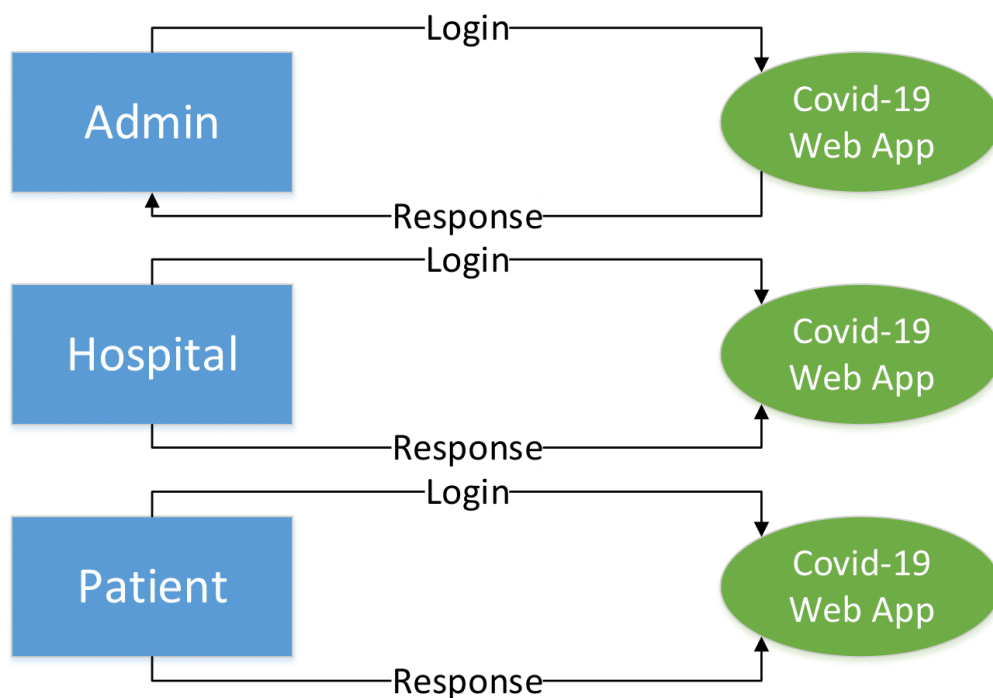 Login
Admin
Covid-19
Web App
Response
Login
Hospital
Covid-19
Web App
Response
Login
Patient
Covid-19
Web App
Response